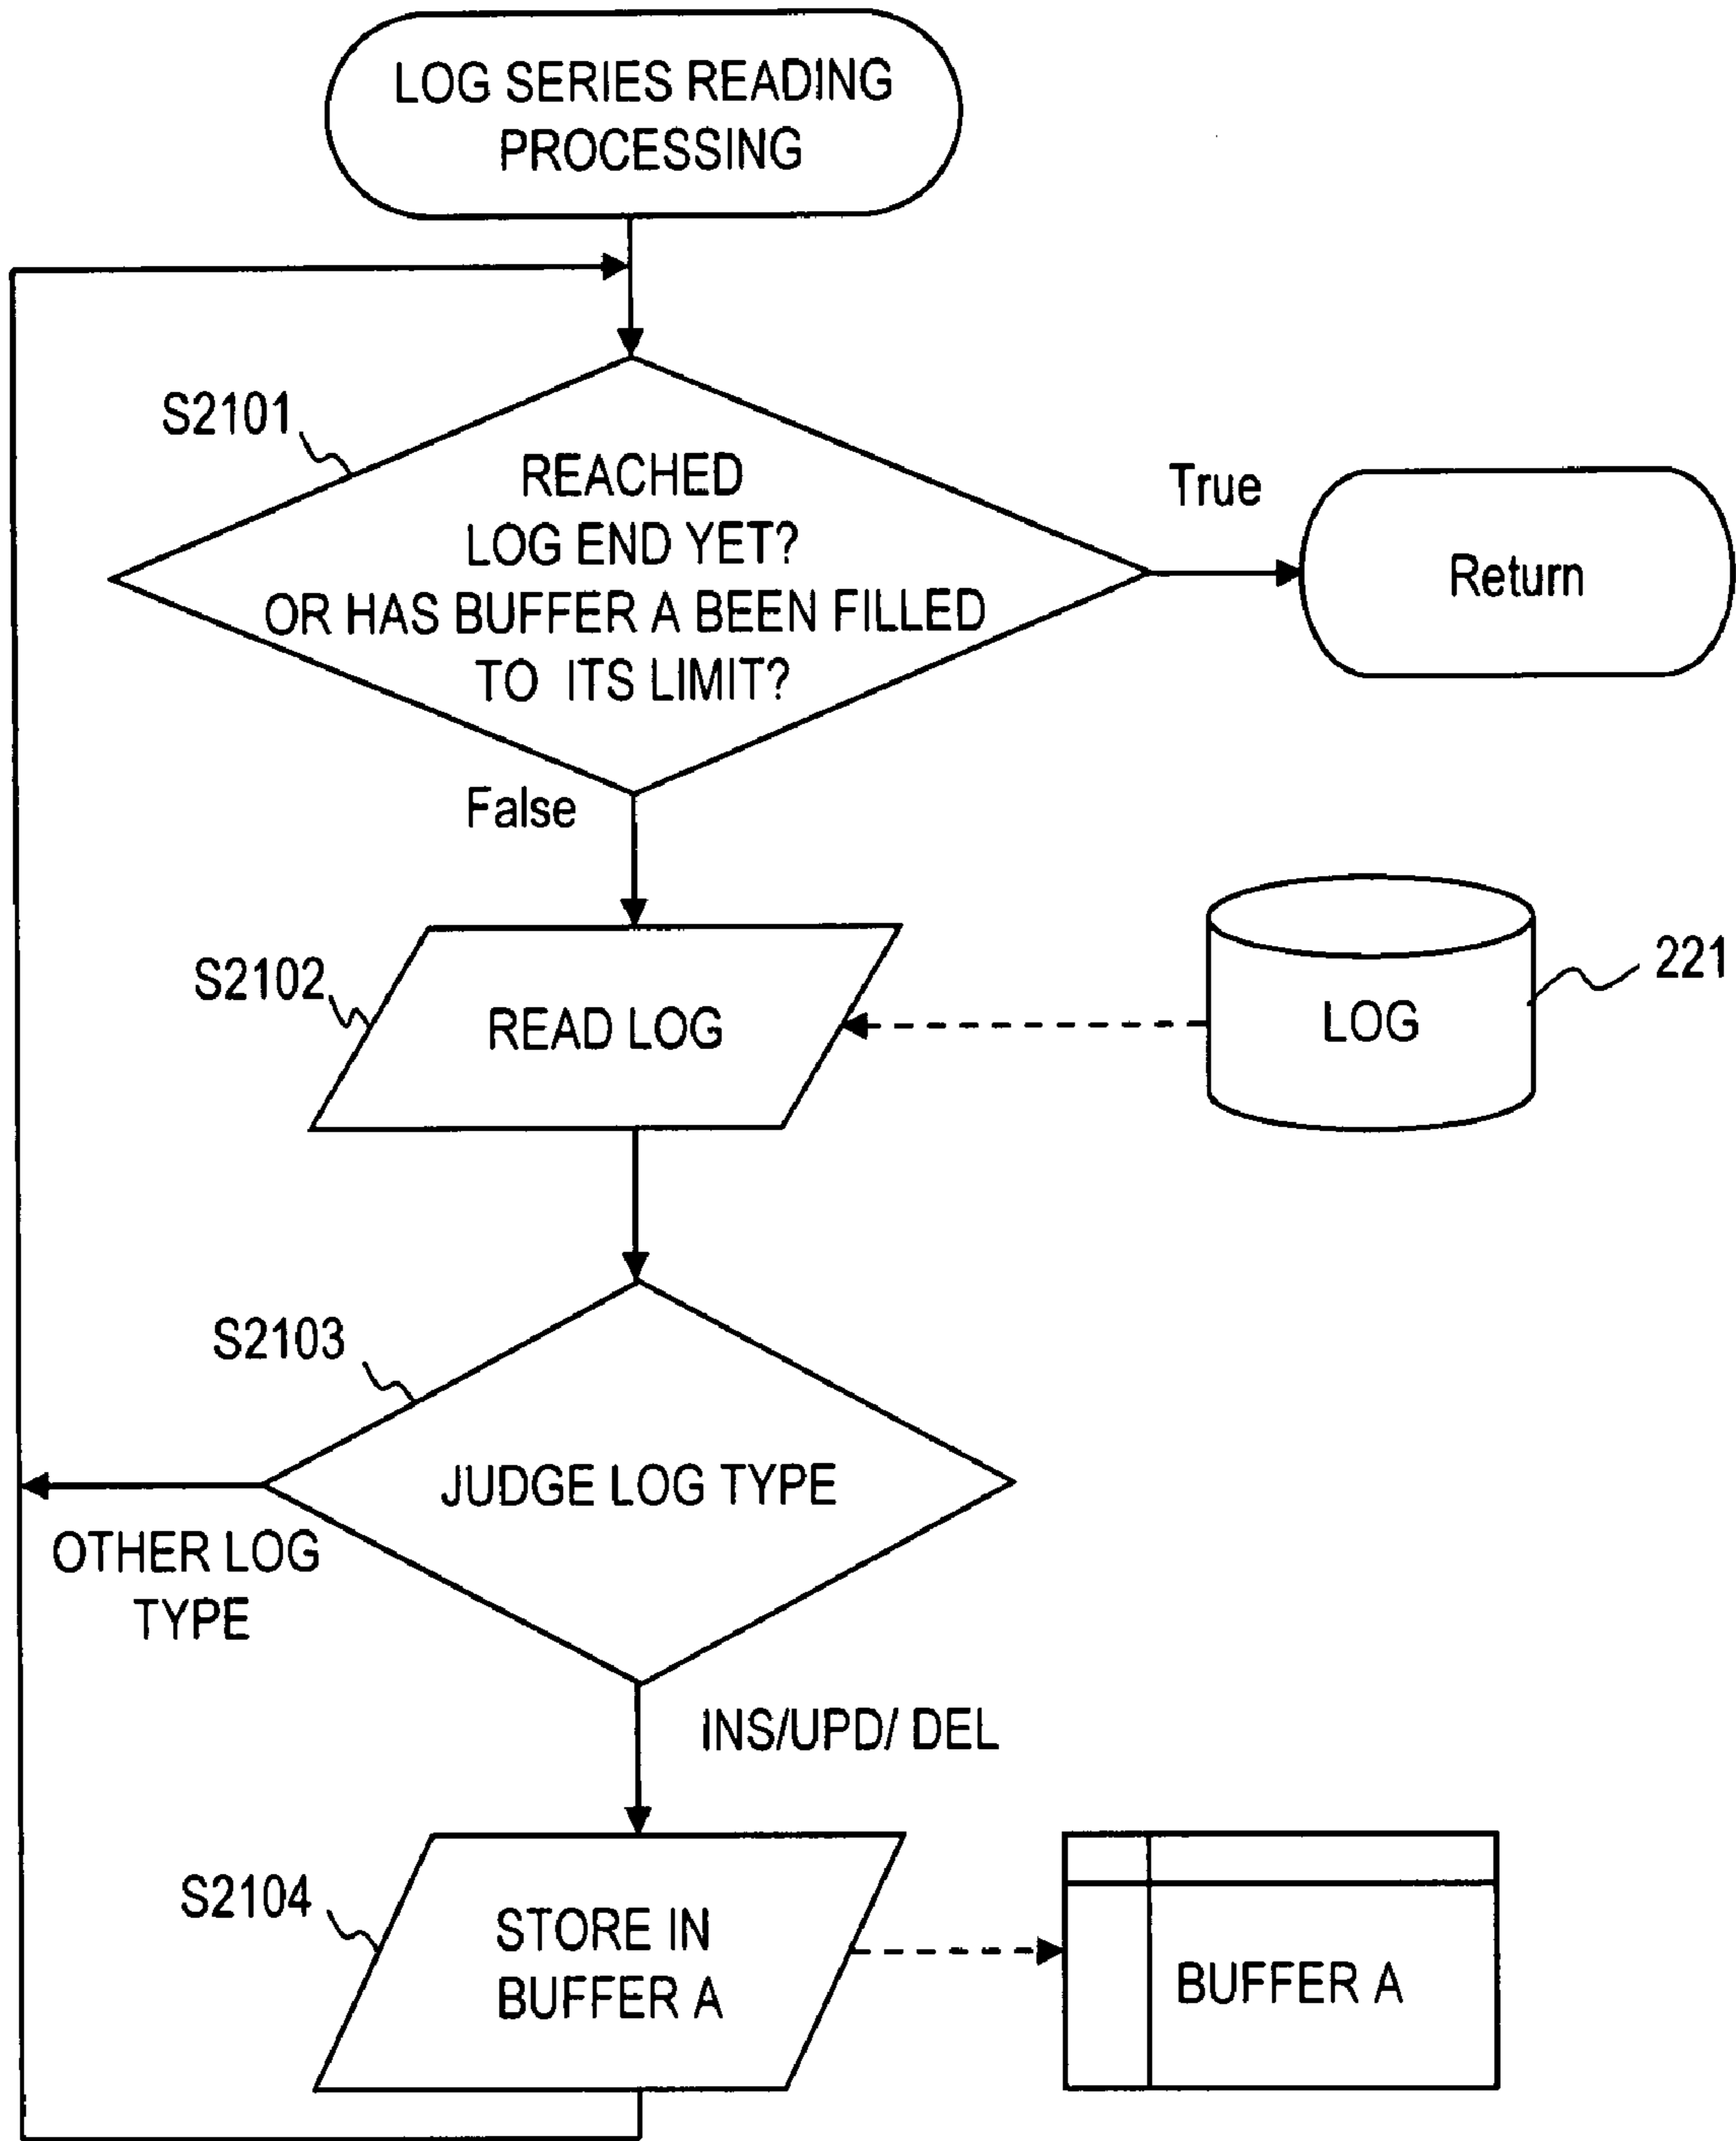 LOG SERIES READING
PROCESSING
S2101
REACHED
LOG END YET?
OR HAS BUFFER A BEEN FILLED
TO ITS LIMIT?
True
Return
False
S2102
READ LOG
LOG
221
S2103
JUDGE LOG TYPE
OTHER LOG
TYPE
INS/UPD/ DEL
S2104
STORE IN
BUFFER A
BUFFER A